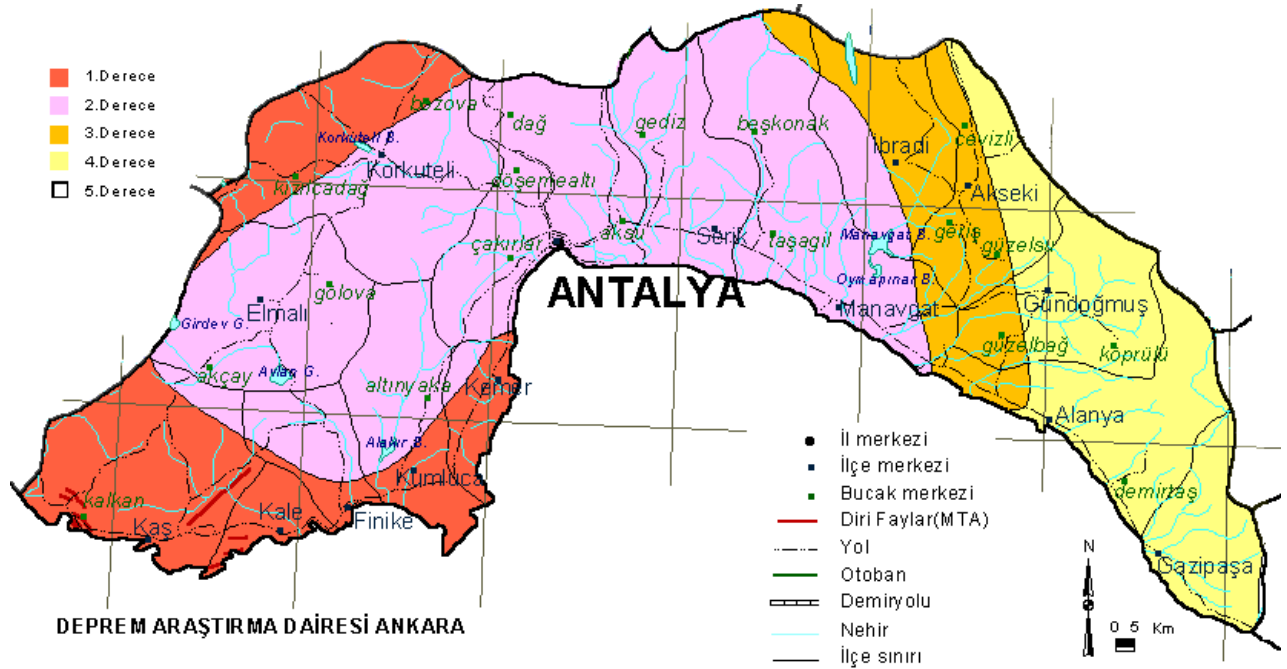 1.Derece
2.Derece
3.Derece
4.Derece
5.Derece
bozova
dağ
gediz
beşkonak
Korkuteli B.
Korkuteli
İbradi
cevizli
kızılcadağ
döşemealtı
Akseki
çakırlar
aksu
Serik
taşagil
Manavgat B.
geriş
güzelsu
Oymapınar B.
ANTALYA
gölova
Elmalı
Girdev G.
Manavgat
Gündoğmuş
akçay
Avlan G.
altınyaka
Kemer
güzelbağ
köprülü
Alakır B.
Alanya
Kumluca
kalkan
Kaş
Kale
Finike
demirtaş
Gazipaşa
İl merkezi
İlçe merkezi
Bucak merkezi
Diri Faylar(MTA)
Yol
Otoban
Demiryolu
Nehir
İlçe sınırı
N
0 5 Km
DEPREM ARAŞTIRMA DAİRESİ ANKARA